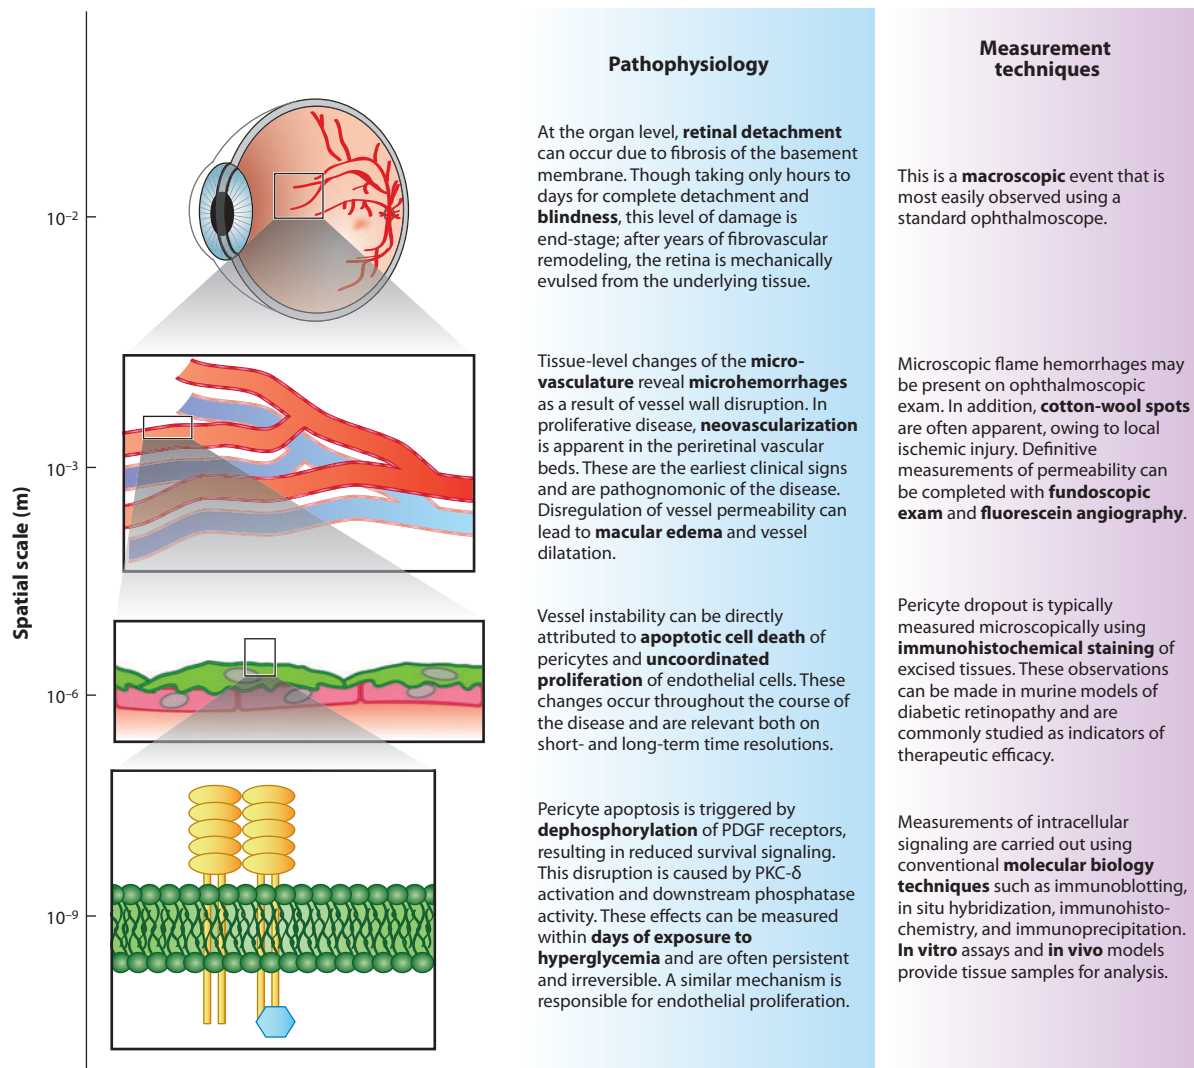 Pathophysiology
Measurement
techniques
Spatial scale (m)
10⁻²
At the organ level, retinal detachment
can occur due to fibrosis of the basement
membrane. Though taking only hours to
days for complete detachment and
blindness, this level of damage is
end-stage; after years of fibrovascular
remodeling, the retina is mechanically
evulsed from the underlying tissue.
This is a macroscopic event that is
most easily observed using a
standard ophthalmoscope.
10⁻³
Tissue-level changes of the micro-
vasculature reveal microhemorrhages
as a result of vessel wall disruption. In
proliferative disease, neovascularization
is apparent in the periretinal vascular
beds. These are the earliest clinical signs
and are pathognomonic of the disease.
Disregulation of vessel permeability can
lead to macular edema and vessel
dilatation.
Microscopic flame hemorrhages may
be present on ophthalmoscopic
exam. In addition, cotton-wool spots
are often apparent, owing to local
ischemic injury. Definitive
measurements of permeability can
be completed with fundoscopic
exam and fluorescein angiography.
10⁻⁶
Vessel instability can be directly
attributed to apoptotic cell death of
pericytes and uncoordinated
proliferation of endothelial cells. These
changes occur throughout the course of
the disease and are relevant both on
short- and long-term time resolutions.
Pericyte dropout is typically
measured microscopically using
immunohistochemical staining of
excised tissues. These observations
can be made in murine models of
diabetic retinopathy and are
commonly studied as indicators of
therapeutic efficacy.
10⁻⁹
Pericyte apoptosis is triggered by
dephosphorylation of PDGF receptors,
resulting in reduced survival signaling.
This disruption is caused by PKC-δ
activation and downstream phosphatase
activity. These effects can be measured
within days of exposure to
hyperglycemia and are often persistent
and irreversible. A similar mechanism is
responsible for endothelial proliferation.
Measurements of intracellular
signaling are carried out using
conventional molecular biology
techniques such as immunoblotting,
in situ hybridization, immunohisto-
chemistry, and immunoprecipitation.
In vitro assays and in vivo models
provide tissue samples for analysis.